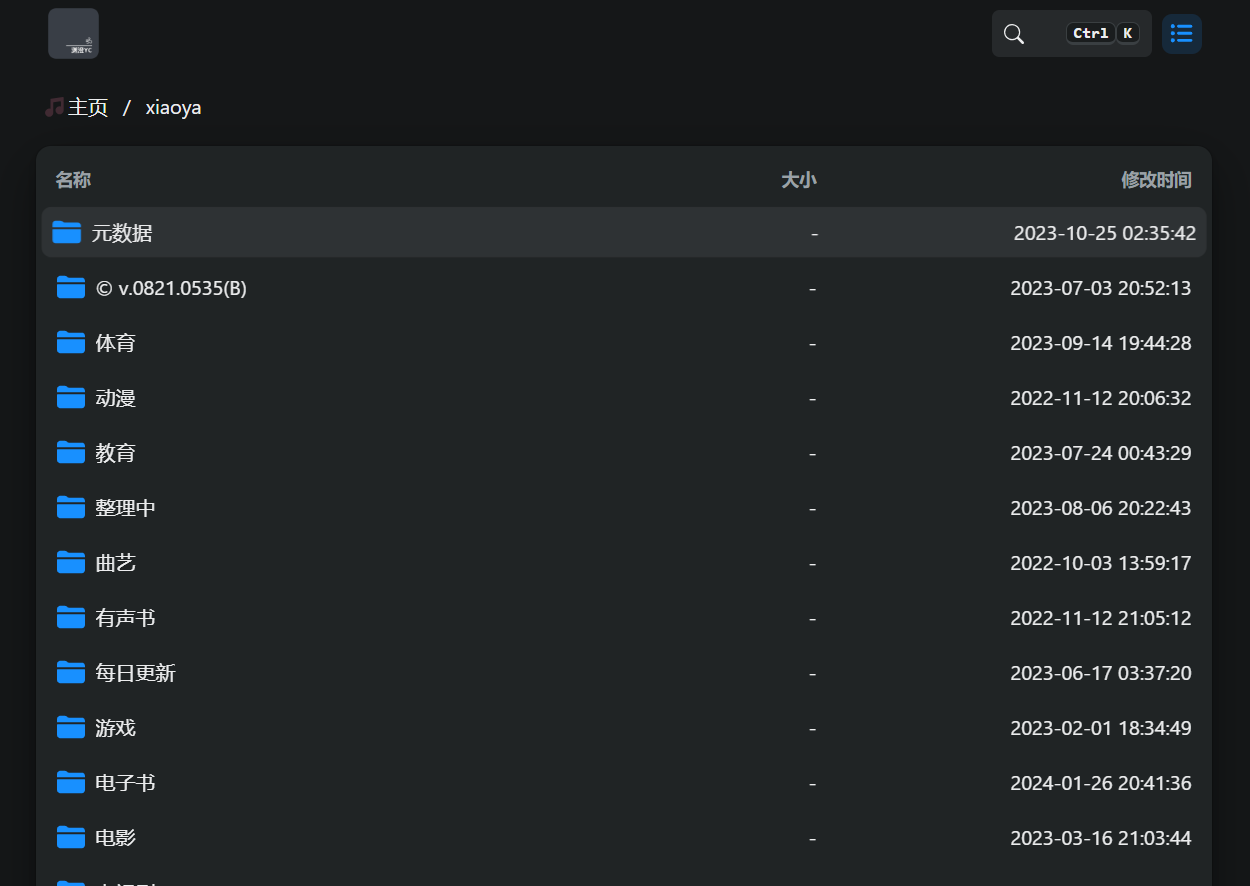 渊澄YC
Ctrl K
主页 / xiaoya
名称 大小 修改时间
元数据 - 2023-10-25 02:35:42
© v.0821.0535(B) - 2023-07-03 20:52:13
体育 - 2023-09-14 19:44:28
动漫 - 2022-11-12 20:06:32
教育 - 2023-07-24 00:43:29
整理中 - 2023-08-06 20:22:43
曲艺 - 2022-10-03 13:59:17
有声书 - 2022-11-12 21:05:12
每日更新 - 2023-06-17 03:37:20
游戏 - 2023-02-01 18:34:49
电子书 - 2024-01-26 20:41:36
电影 - 2023-03-16 21:03:44